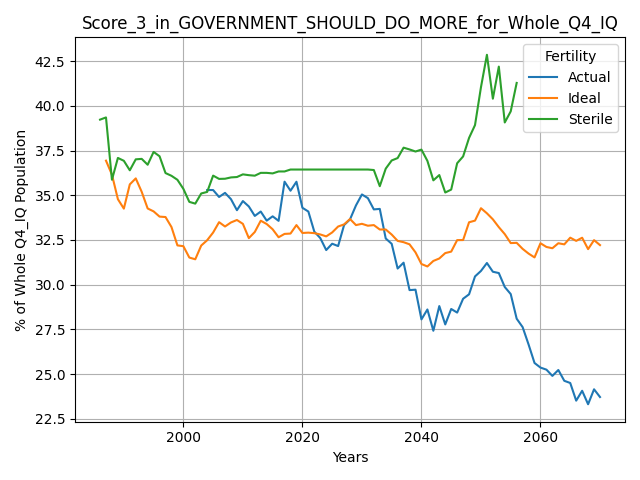 Score_3_in_GOVERNMENT_SHOULD_DO_MORE_for_Whole_Q4_IQ
Fertility
Actual
Ideal
Sterile
% of Whole Q4_IQ Population
42.5
40.0
37.5
35.0
32.5
30.0
27.5
25.0
22.5
2000
2020
2040
2060
Years